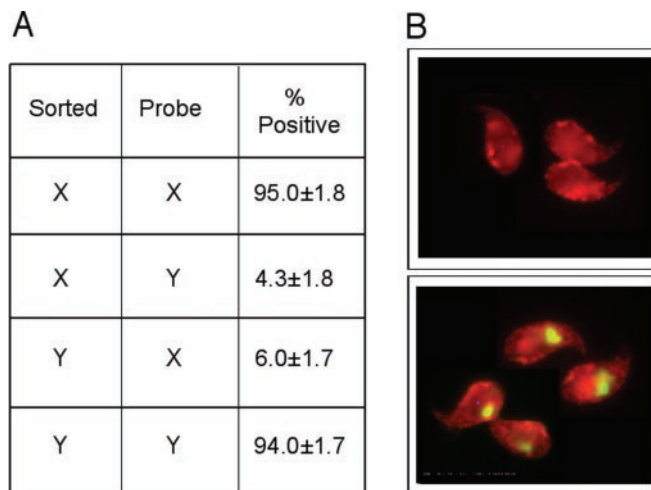 A
B
Sorted Probe % Positive
X X 95.0±1.8
X Y 4.3±1.8
Y X 6.0±1.7
Y Y 94.0±1.7